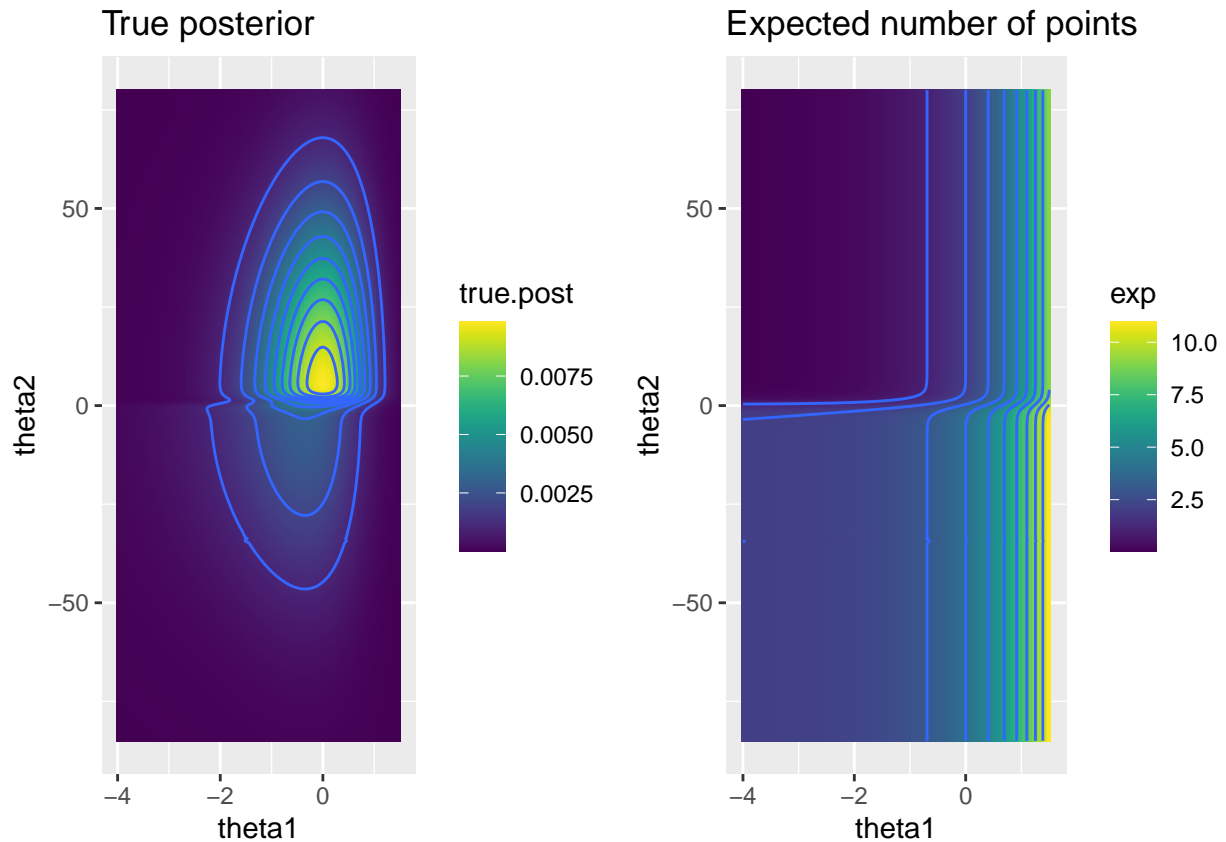 True posterior
theta2
50
0
−50
−4
−2
0
theta1
true.post
0.0075
0.0050
0.0025
Expected number of points
theta2
50
0
−50
−4
−2
0
theta1
exp
10.0
7.5
5.0
2.5